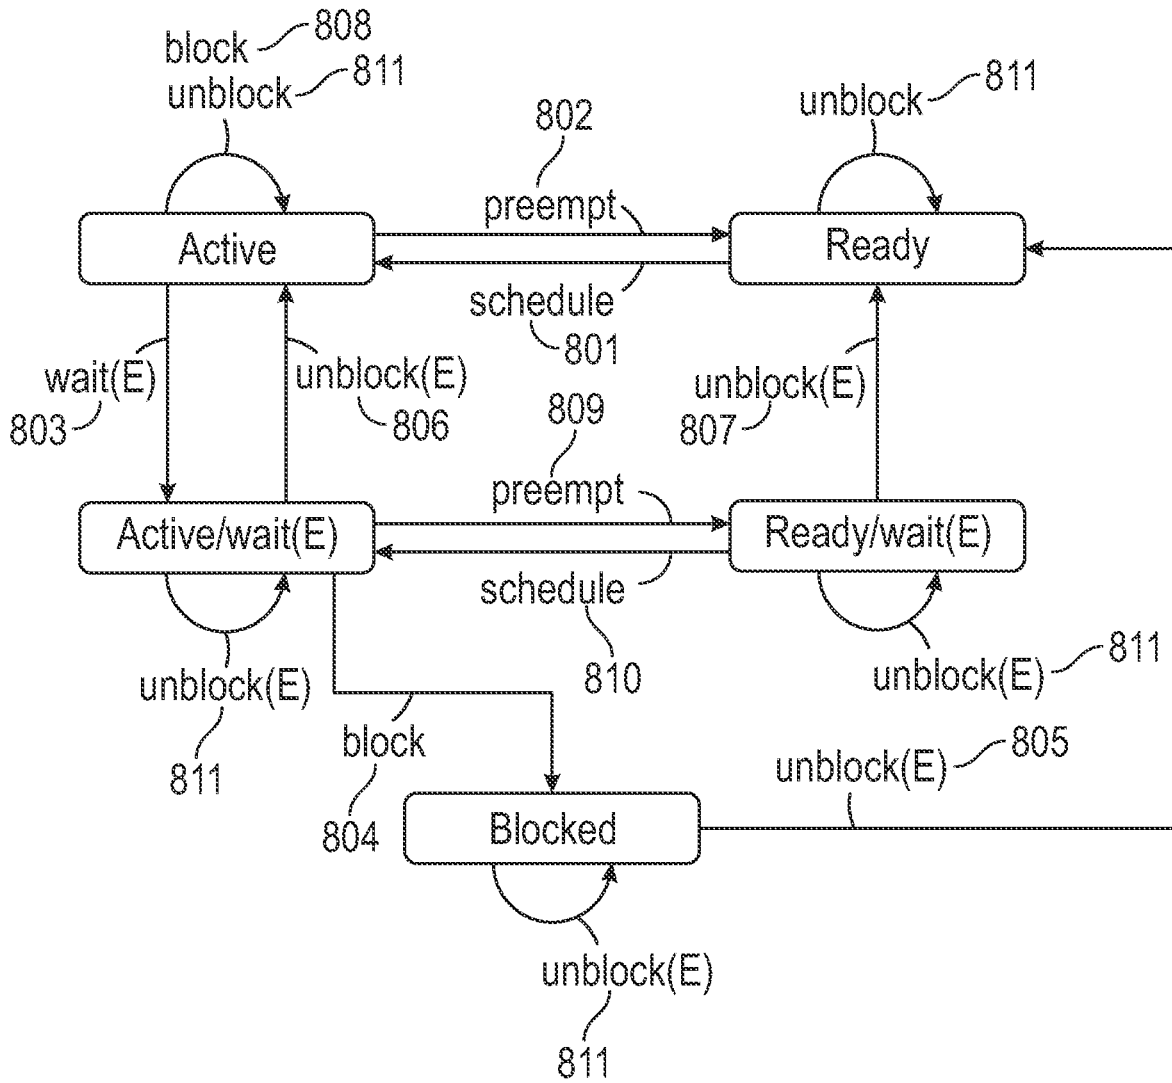 block 808
unblock 811
unblock 811
802
preempt
Active
Ready
schedule
801
wait(E)
803
unblock(E)
806
unblock(E)
807
809
preempt
Active/wait(E)
Ready/wait(E)
schedule
810
unblock(E)
811
unblock(E) 811
block
804
unblock(E) 805
Blocked
unblock(E)
811